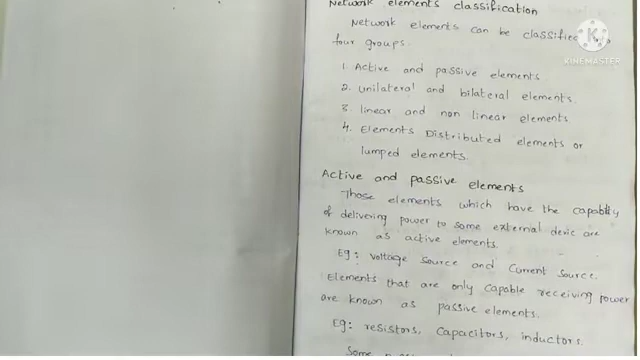 Network elements classification
Network elements can be classified
four groups.
1. Active and passive elements
2. unilateral and bilateral elements.
3. linear and non linear elements
4. Elements Distributed elements or
lumped elements.
Active and passive elements
Those elements which have the capability
of delivering power to some external device are
known as active elements.
Eg: voltage source and current source.
Elements that are only capable receiving power
are known as passive elements.
Eg: resistors, capacitors, inductors.
Some
K
KINEMASTER